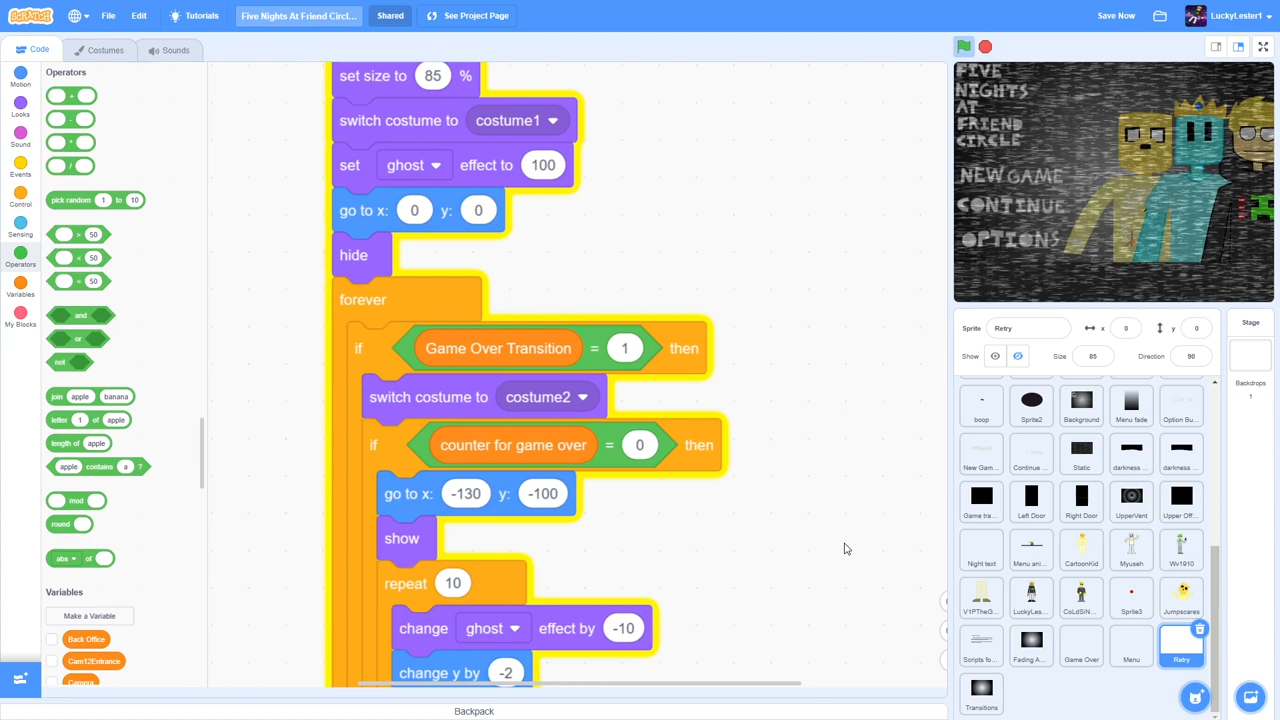 SCRATCH
File
Edit
Tutorials
Five Nights At Friend Circl...
Shared
See Project Page
Save Now
LuckyLester1
Code
Costumes
Sounds
Motion
Looks
Sound
Events
Control
Sensing
Operators
Variables
My Blocks
Operators
+
-
*
/
pick random 1 to 10
> 50
< 50
= 50
and
or
not
join apple banana
letter 1 of apple
length of apple
apple contains a ?
mod
round
abs of
Variables
Make a Variable
Back Office
Cam12Entrance
Camera
set size to 85 %
switch costume to costume1
set ghost effect to 100
go to x: 0 y: 0
hide
forever
if Game Over Transition = 1 then
switch costume to costume2
if counter for game over = 0 then
go to x: -130 y: -100
show
repeat 10
change ghost effect by -10
change y by -2
Backpack
FIVE
NIGHTS
AT
FRIEND
CIRCLE
NEW GAME
CONTINUE
OPTIONS
Sprite Retry x 0 y 0
Show Size 85 Direction 90
Stage
Backdrops
1
boop Sprite2 Background Menu fade Option Bu...
New Gam... Continue ... Static darkness ... darkness ...
Game tra... Left Door Right Door UpperVent Upper Off...
Night text Menu ani... CartoonKid Myuseh Wv1910
V1PTheG... LuckyLes... CoLdSiN... Sprite3 Jumpscares
Scripts fo... Fading A... Game Over Menu Retry
Transitions